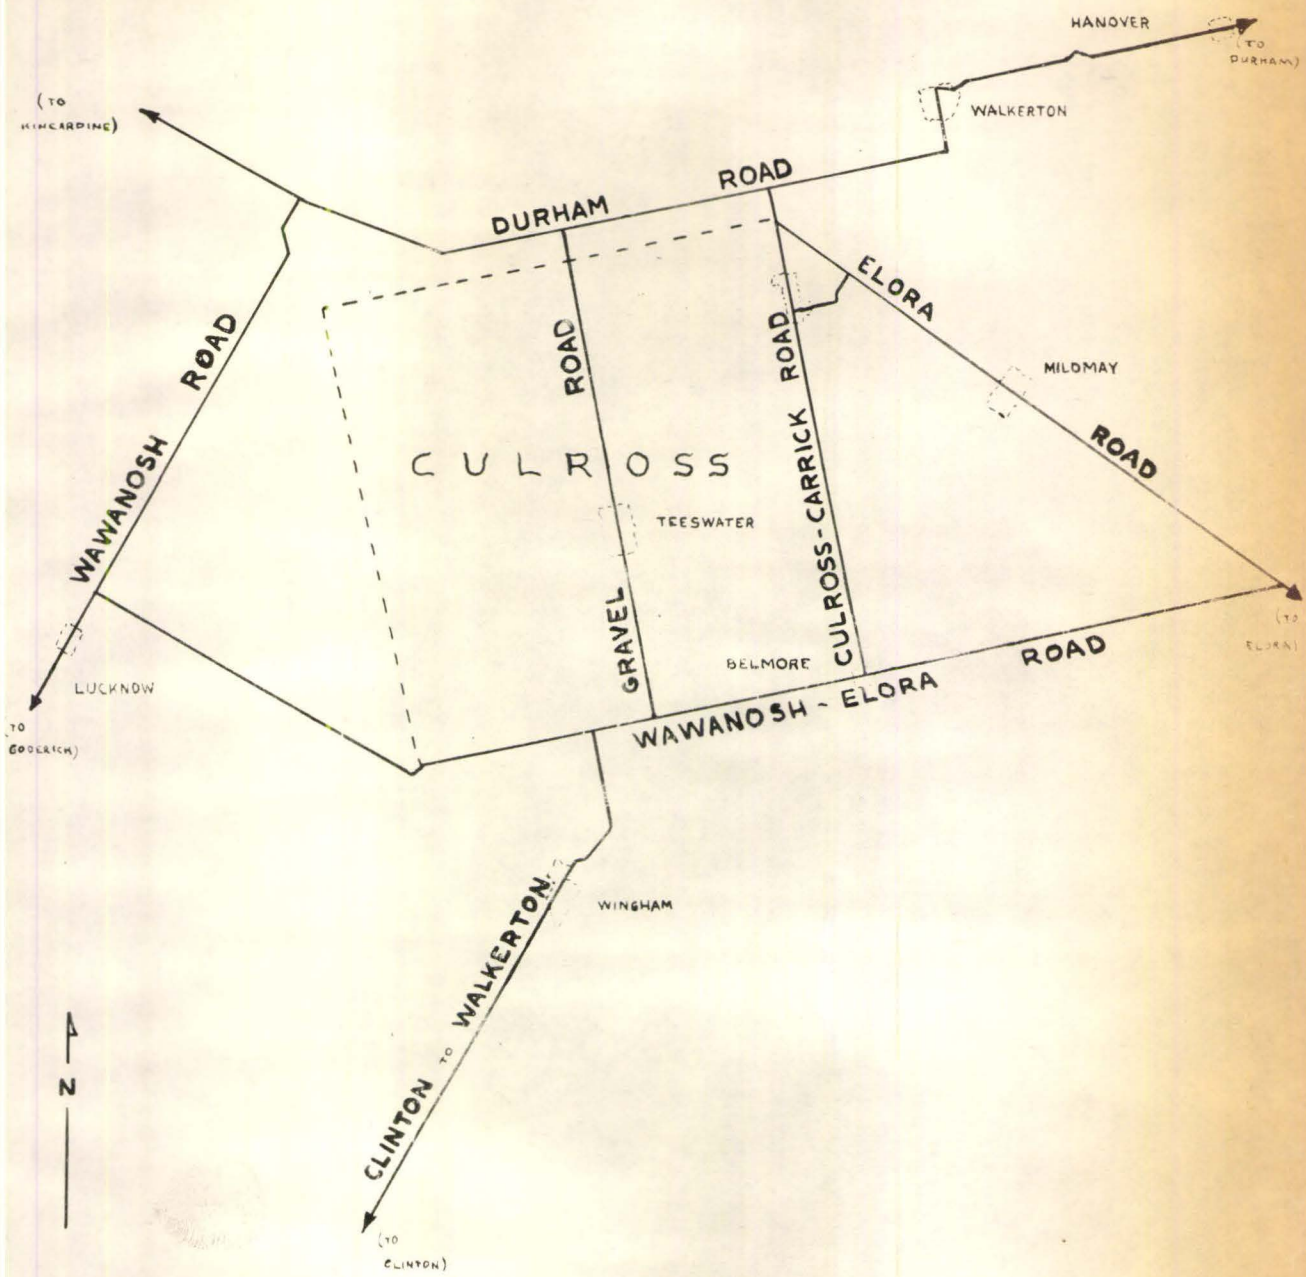 HANOVER
(TO
DURHAM)
(TO
KINCARDINE)
WALKERTON
DURHAM ROAD
ELORA ROAD
WAWANOSH ROAD
GRAVEL ROAD
CULROSS-CARRICK ROAD
MILDMAY
CULROSS
TEESWATER
BELMORE
WAWANOSH - ELORA ROAD
(TO
ELORA)
LUCKNOW
(TO
GODERICH)
WINGHAM
CLINTON TO WALKERTON
N
(TO
CLINTON)